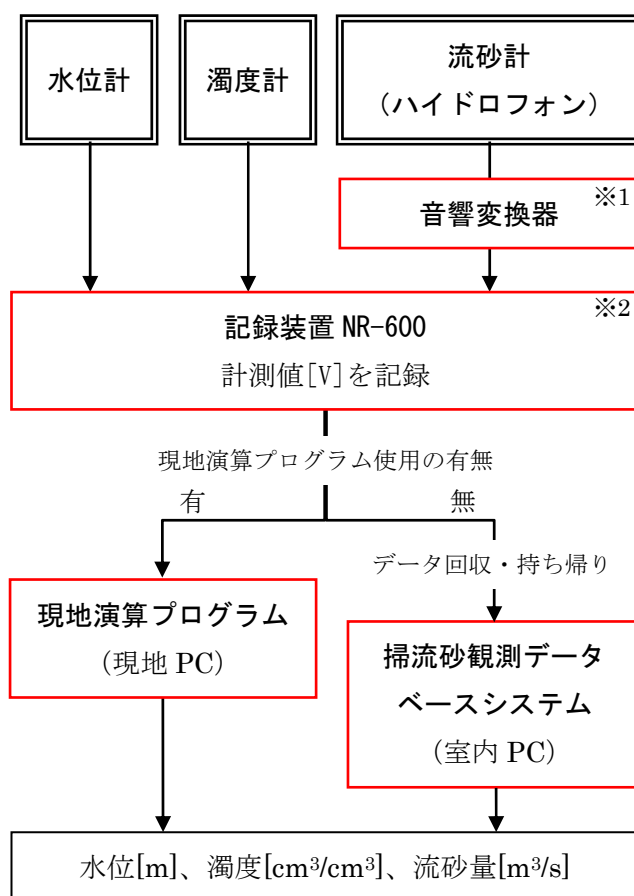 水位計
濁度計
流砂計
(ハイドロフォン)
※1
音響変換器
※2
記録装置 NR-600
計測値[V]を記録
現地演算プログラム使用の有無
有
無
データ回収・持ち帰り
現地演算プログラム
(現地 PC)
掃流砂観測データ
ベースシステム
(室内 PC)
水位[m]、濁度[cm³/cm³]、流砂量[m³/s]